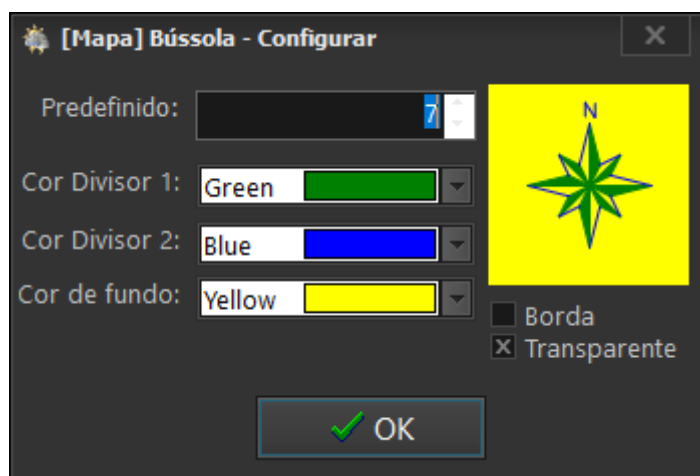 [Mapa] Bússola - Configurar
Predefinido: 7
N
Cor Divisor 1: Green
Cor Divisor 2: Blue
Cor de fundo: Yellow
Borda
Transparente
OK